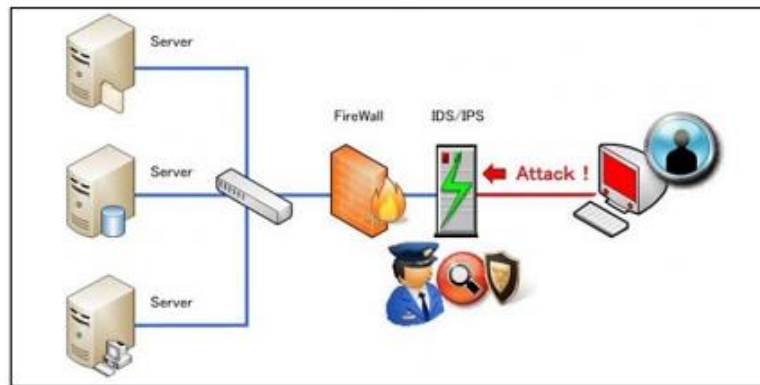 Server
FireWall
IDS/IPS
Server
Attack !
Server